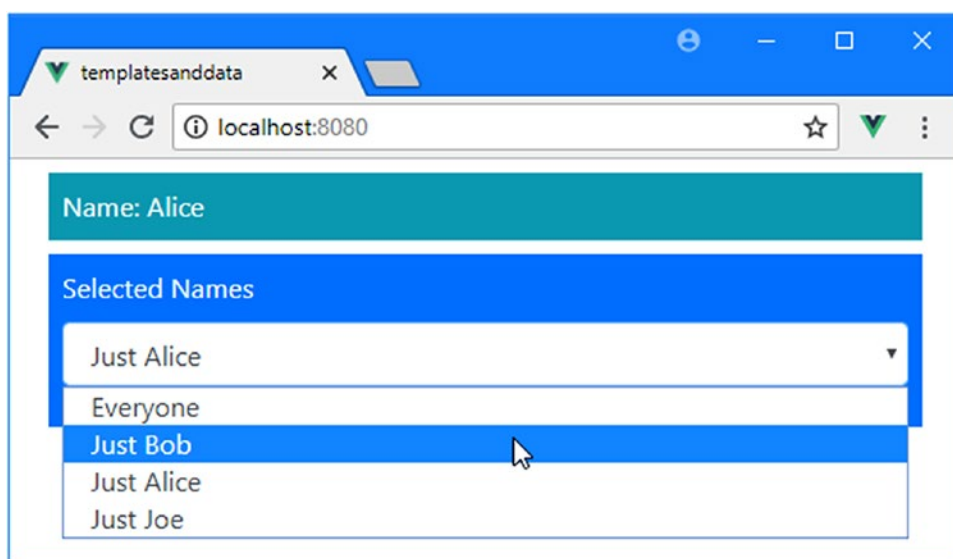 templatesanddata
localhost:8080
Name: Alice
Selected Names
Just Alice
Everyone
Just Bob
Just Alice
Just Joe